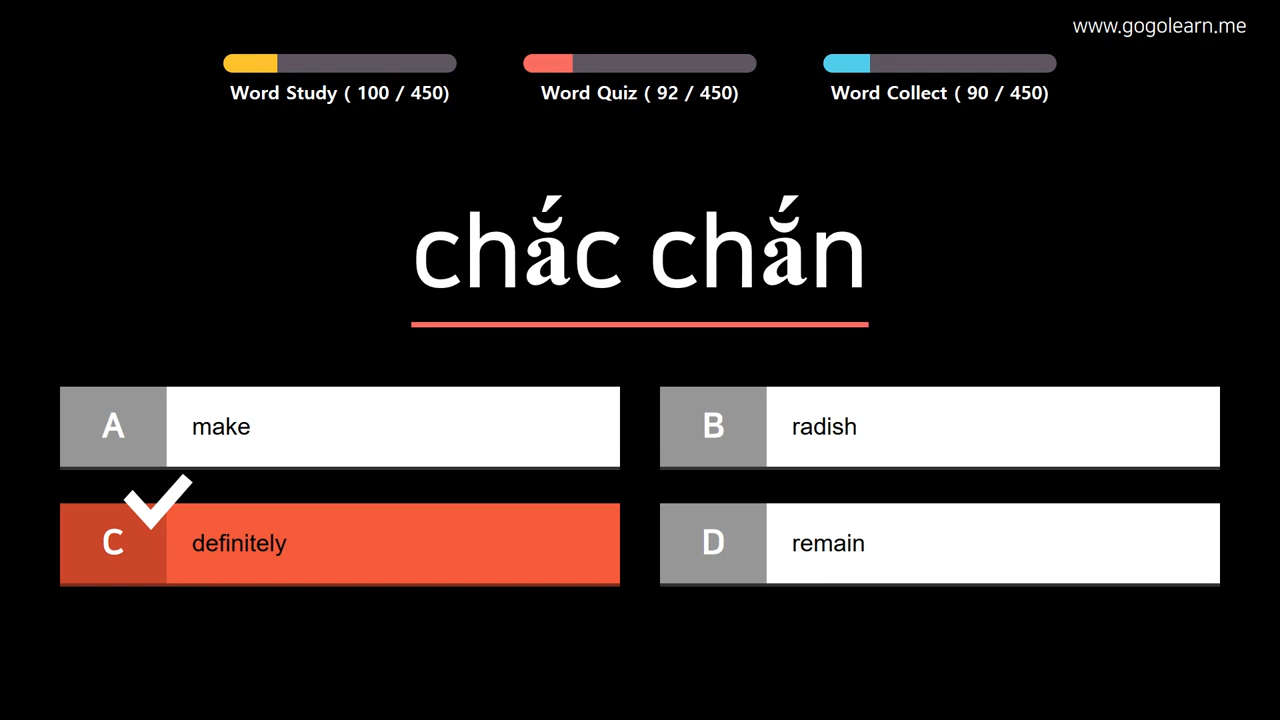 www.gogolearn.me
Word Study ( 100 / 450)
Word Quiz ( 92 / 450)
Word Collect ( 90 / 450)
chắc chắn
A make
B radish
C definitely
D remain